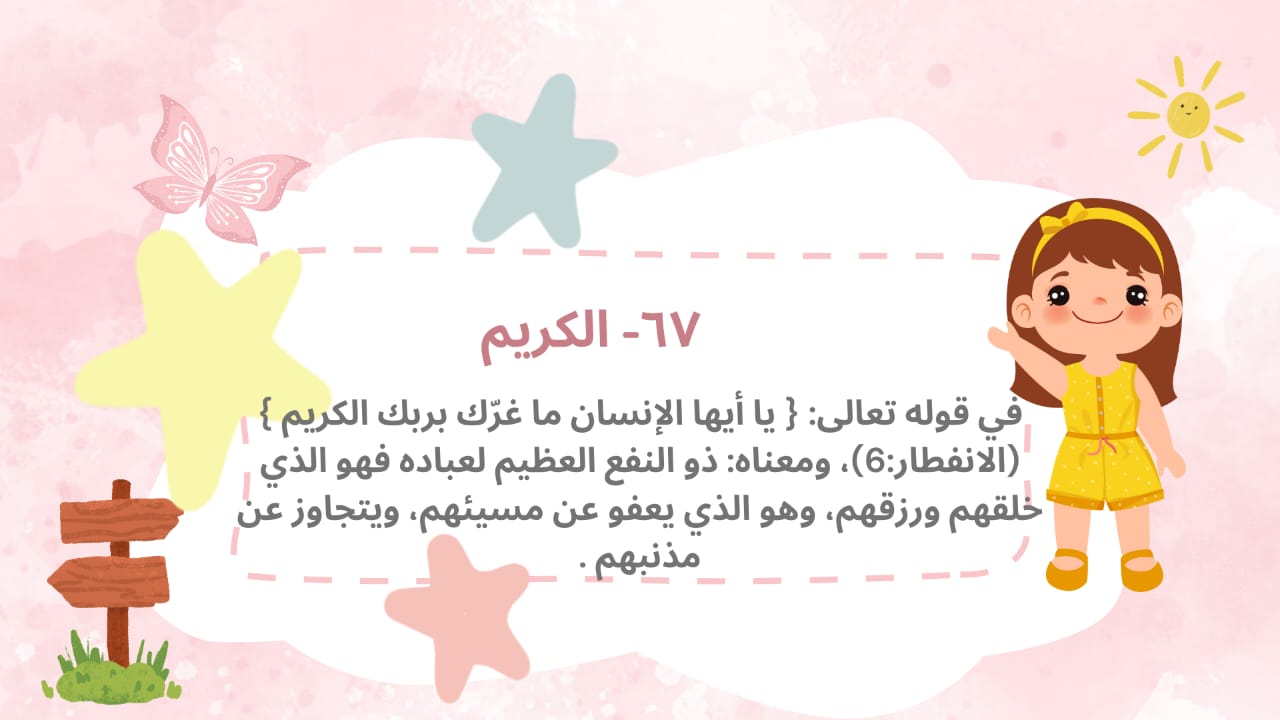 ٦٧- الكريم
في قوله تعالى: { يا أيها الإنسان ما غرّك بربك الكريم }
(الانفطار:6)، ومعناه: ذو النفع العظيم لعباده فهو الذي
خلقهم ورزقهم، وهو الذي يعفو عن مسيئهم، ويتجاوز عن
مذنبهم .